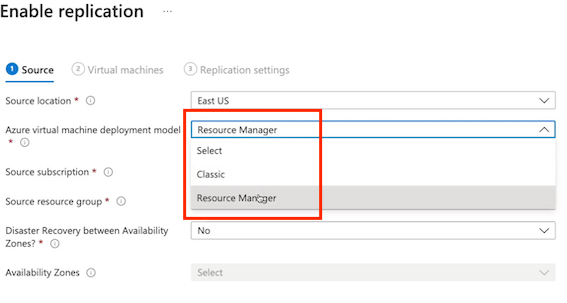 Enable replication ...
1 Source 2 Virtual machines 3 Replication settings
Source location * East US
Azure virtual machine deployment model
* Resource Manager
Select
Classic
Source subscription *
Resource Manager
Source resource group *
Disaster Recovery between Availability
Zones? * No
Availability Zones Select